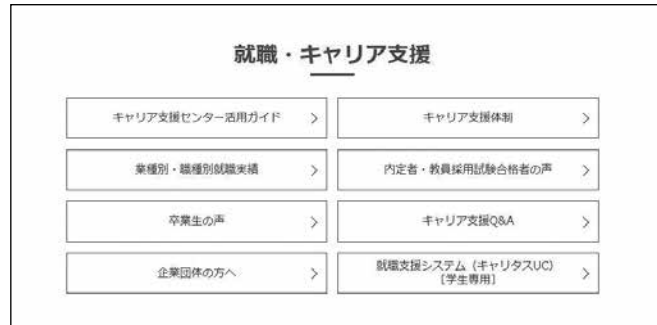 就職・キャリア支援
キャリア支援センター活用ガイド
キャリア支援体制
業種別・職種別就職実績
内定者・教員採用試験合格者の声
卒業生の声
キャリア支援Q&A
企業団体の方へ
就職支援システム（キャリタスUC）
［学生専用］